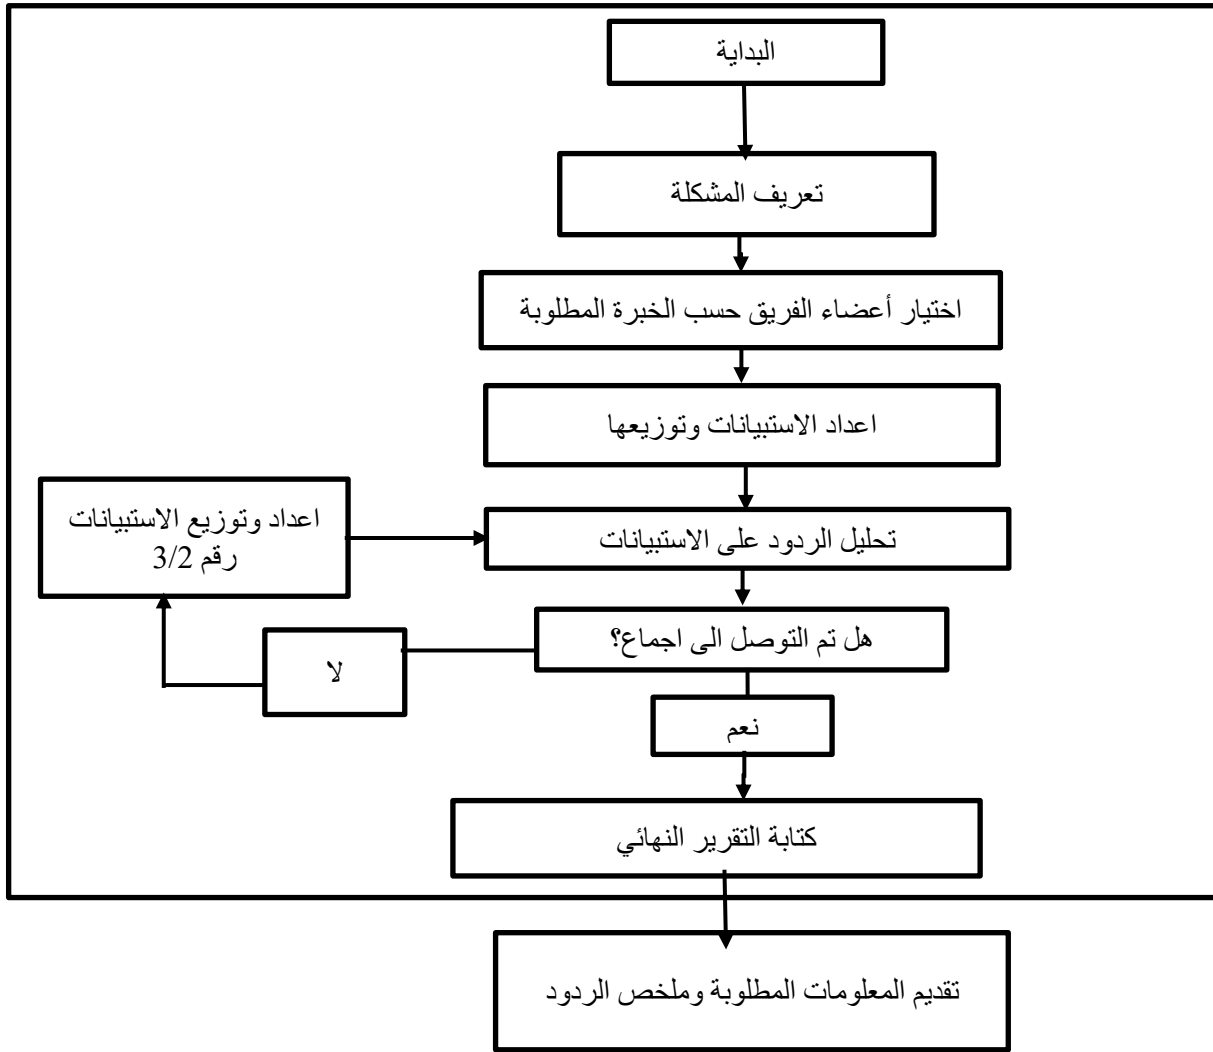 البداية
تعريف المشكلة
اختيار أعضاء الفريق حسب الخبرة المطلوبة
اعداد الاستبيانات وتوزيعها
اعداد وتوزيع الاستبيانات
رقم 3/2
تحليل الردود على الاستبيانات
هل تم التوصل الى اجماع؟
لا
نعم
كتابة التقرير النهائي
تقديم المعلومات المطلوبة وملخص الردود